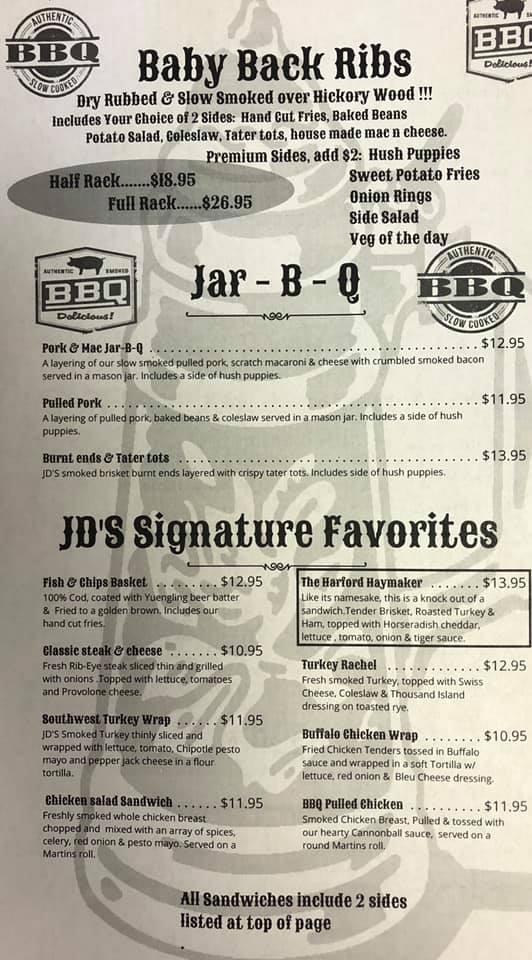 AUTHENTIC
BBQ
SLOW COOKED
AUTHENTIC
BBQ
Delicious!
Baby Back Ribs
Dry Rubbed & Slow Smoked over Hickory Wood !!!
Includes Your Choice of 2 Sides: Hand Cut Fries, Baked Beans
Potato Salad, Coleslaw, Tater tots, house made mac n cheese.
Premium Sides, add $2: Hush Puppies
Sweet Potato Fries
Onion Rings
Side Salad
Veg of the day
Half Rack.......$18.95
Full Rack......$26.95
AUTHENTIC SMOKED
BBQ
Delicious!
Jar - B - Q
AUTHENTIC
BBQ
SLOW COOKED
Pork & Mac Jar-B-Q $12.95
A layering of our slow smoked pulled pork, scratch macaroni & cheese with crumbled smoked bacon
served in a mason jar. Includes a side of hush puppies.
Pulled Pork $11.95
A layering of pulled pork, baked beans & coleslaw served in a mason jar. Includes a side of hush
puppies.
Burnt ends & Tater tots $13.95
JD'S smoked brisket burnt ends layered with crispy tater tots. Includes side of hush puppies.
JD'S Signature Favorites
Fish & Chips Basket ......... $12.95
100% Cod, coated with Yuengling beer batter
& Fried to a golden brown. Includes our
hand cut fries.
Classic steak & cheese ....... $10.95
Fresh Rib-Eye steak sliced thin and grilled
with onions .Topped with lettuce, tomatoes
and Provolone cheese.
Southwest Turkey Wrap ...... $11.95
JD'S Smoked Turkey thinly sliced and
wrapped with lettuce, tomato, Chipotle pesto
mayo and pepper jack cheese in a flour
tortilla.
Chicken salad Sandwich ...... $11.95
Freshly smoked whole chicken breast
chopped and mixed with an array of spices,
celery, red onion & pesto mayo. Served on a
Martins roll.
The Harford Haymaker ....... $13.95
Like its namesake, this is a knock out of a
sandwich.Tender Brisket, Roasted Turkey &
Ham, topped with Horseradish cheddar,
lettuce , tomato, onion & tiger sauce.
Turkey Rachel ............. $12.95
Fresh smoked Turkey, topped with Swiss
Cheese, Coleslaw & Thousand Island
dressing on toasted rye.
Buffalo Chicken Wrap ........ $10.95
Fried Chicken Tenders tossed in Buffalo
sauce and wrapped in a soft Tortilla w/
lettuce, red onion & Bleu Cheese dressing.
BBQ Pulled Chicken .......... $11.95
Smoked Chicken Breast, Pulled & tossed with
our hearty Cannonball sauce, served on a
round Martins roll.
All Sandwiches include 2 sides
listed at top of page
.